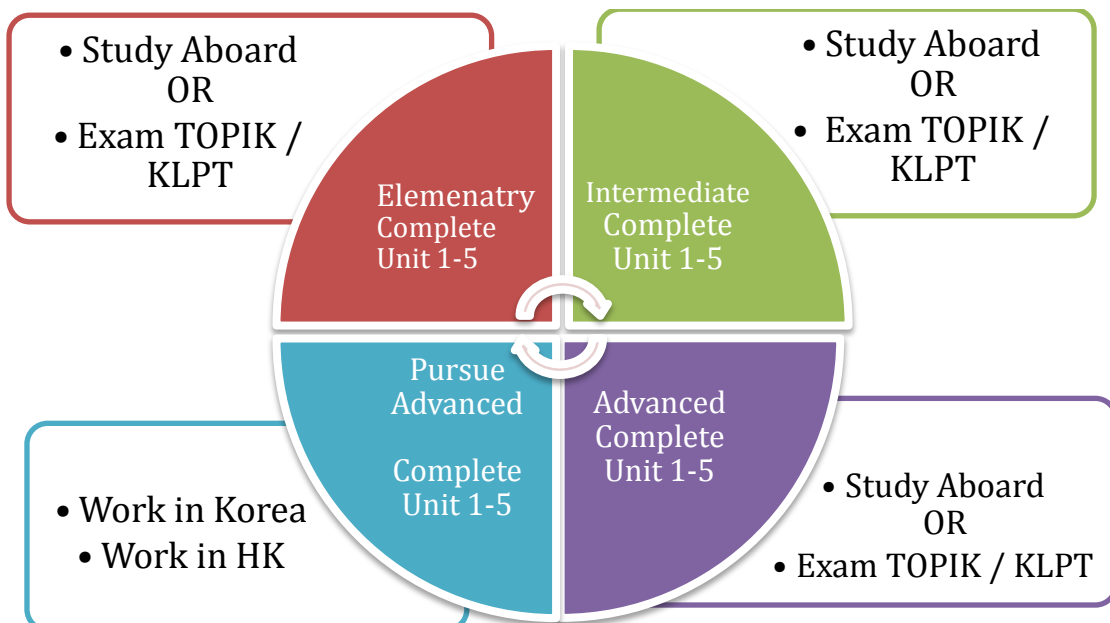 • Study Aboard
OR
• Exam TOPIK /
KLPT
Elemenatry
Complete
Unit 1-5
• Study Aboard
OR
• Exam TOPIK /
KLPT
Intermediate
Complete
Unit 1-5
Pursue
Advanced
Complete
Unit 1-5
• Work in Korea
• Work in HK
Advanced
Complete
Unit 1-5
• Study Aboard
OR
• Exam TOPIK / KLPT